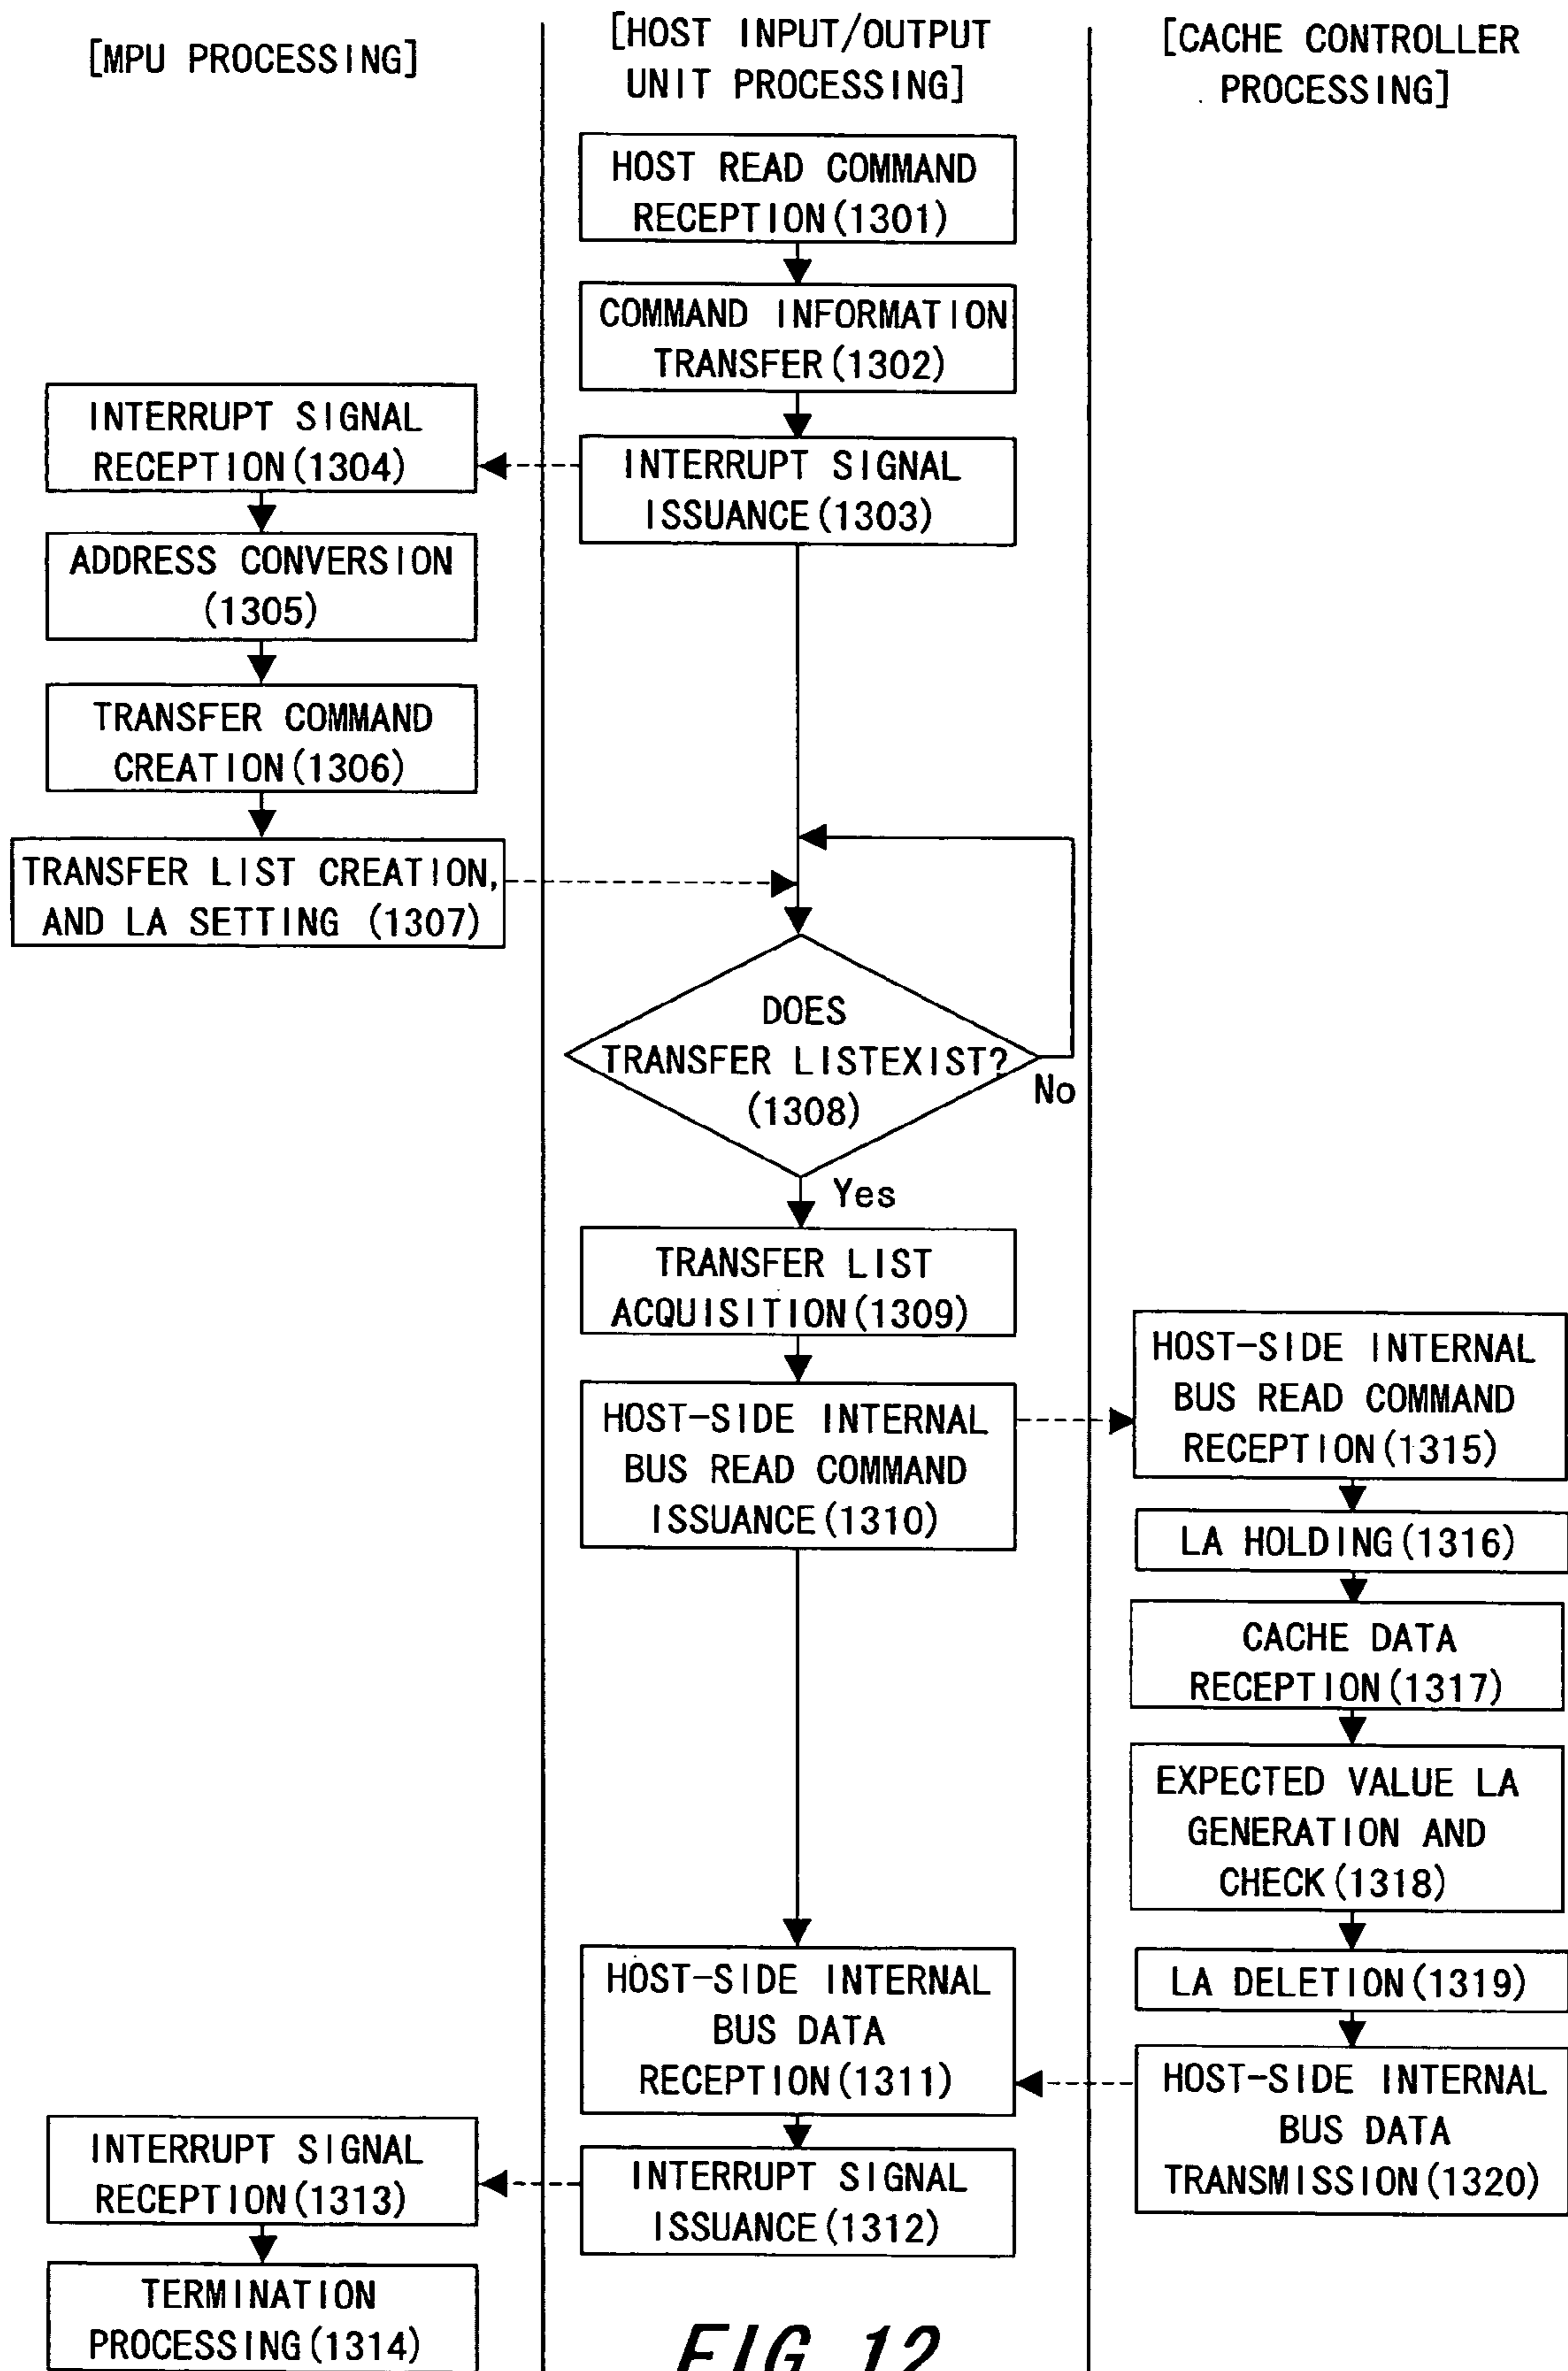 [MPU PROCESSING]
[HOST INPUT/OUTPUT
UNIT PROCESSING]
[CACHE CONTROLLER
PROCESSING]
HOST READ COMMAND
RECEPTION(1301)
COMMAND INFORMATION
TRANSFER(1302)
INTERRUPT SIGNAL
ISSUANCE(1303)
INTERRUPT SIGNAL
RECEPTION(1304)
ADDRESS CONVERSION
(1305)
TRANSFER COMMAND
CREATION(1306)
TRANSFER LIST CREATION,
AND LA SETTING (1307)
DOES
TRANSFER LISTEXIST?
(1308)
No
Yes
TRANSFER LIST
ACQUISITION(1309)
HOST-SIDE INTERNAL
BUS READ COMMAND
ISSUANCE(1310)
HOST-SIDE INTERNAL
BUS READ COMMAND
RECEPTION(1315)
LA HOLDING(1316)
CACHE DATA
RECEPTION(1317)
EXPECTED VALUE LA
GENERATION AND
CHECK(1318)
LA DELETION(1319)
HOST-SIDE INTERNAL
BUS DATA
TRANSMISSION(1320)
HOST-SIDE INTERNAL
BUS DATA
RECEPTION(1311)
INTERRUPT SIGNAL
ISSUANCE(1312)
INTERRUPT SIGNAL
RECEPTION(1313)
TERMINATION
PROCESSING(1314)
FIG.12